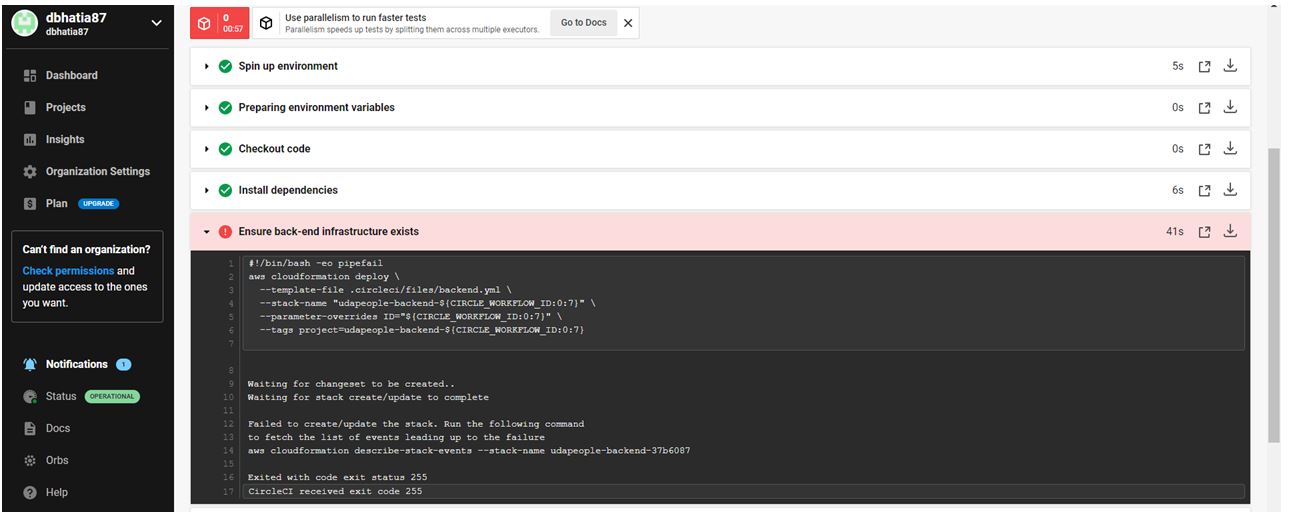 dbhatia87
dbhatia87
Dashboard
Projects
Insights
Organization Settings
Plan UPGRADE
Can't find an organization?
Check permissions and
update access to the ones
you want.
Notifications 1
Status OPERATIONAL
Docs
Orbs
Help
0
00:57
Use parallelism to run faster tests
Parallelism speeds up tests by splitting them across multiple executors.
Go to Docs
Spin up environment 5s
Preparing environment variables 0s
Checkout code 0s
Install dependencies 6s
Ensure back-end infrastructure exists 41s
1 #!/bin/bash -eo pipefail
2 aws cloudformation deploy \
3 --template-file .circleci/files/backend.yml \
4 --stack-name "udapeople-backend-${CIRCLE_WORKFLOW_ID:0:7}" \
5 --parameter-overrides ID="${CIRCLE_WORKFLOW_ID:0:7}" \
6 --tags project=udapeople-backend-${CIRCLE_WORKFLOW_ID:0:7}
7
8
9 Waiting for changeset to be created..
10 Waiting for stack create/update to complete
11
12 Failed to create/update the stack. Run the following command
13 to fetch the list of events leading up to the failure
14 aws cloudformation describe-stack-events --stack-name udapeople-backend-37b6087
15
16 Exited with code exit status 255
17 CircleCI received exit code 255